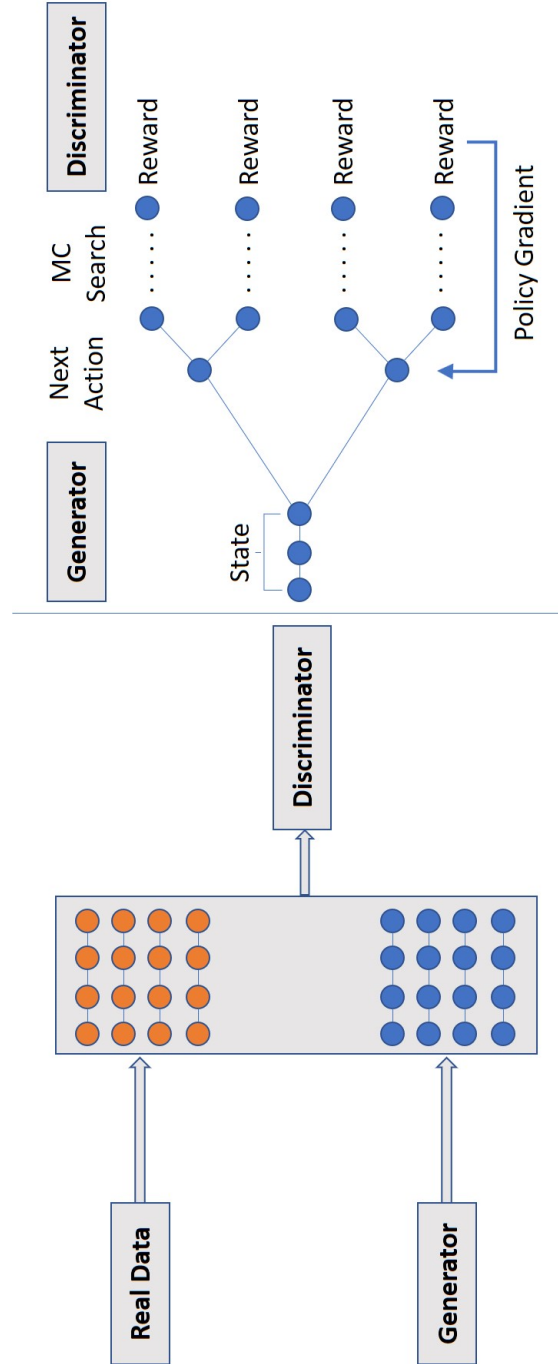 Real Data
Generator
Discriminator
Generator
Next
Action
MC
Search
Discriminator
State
Reward
Reward
Reward
Reward
Policy Gradient